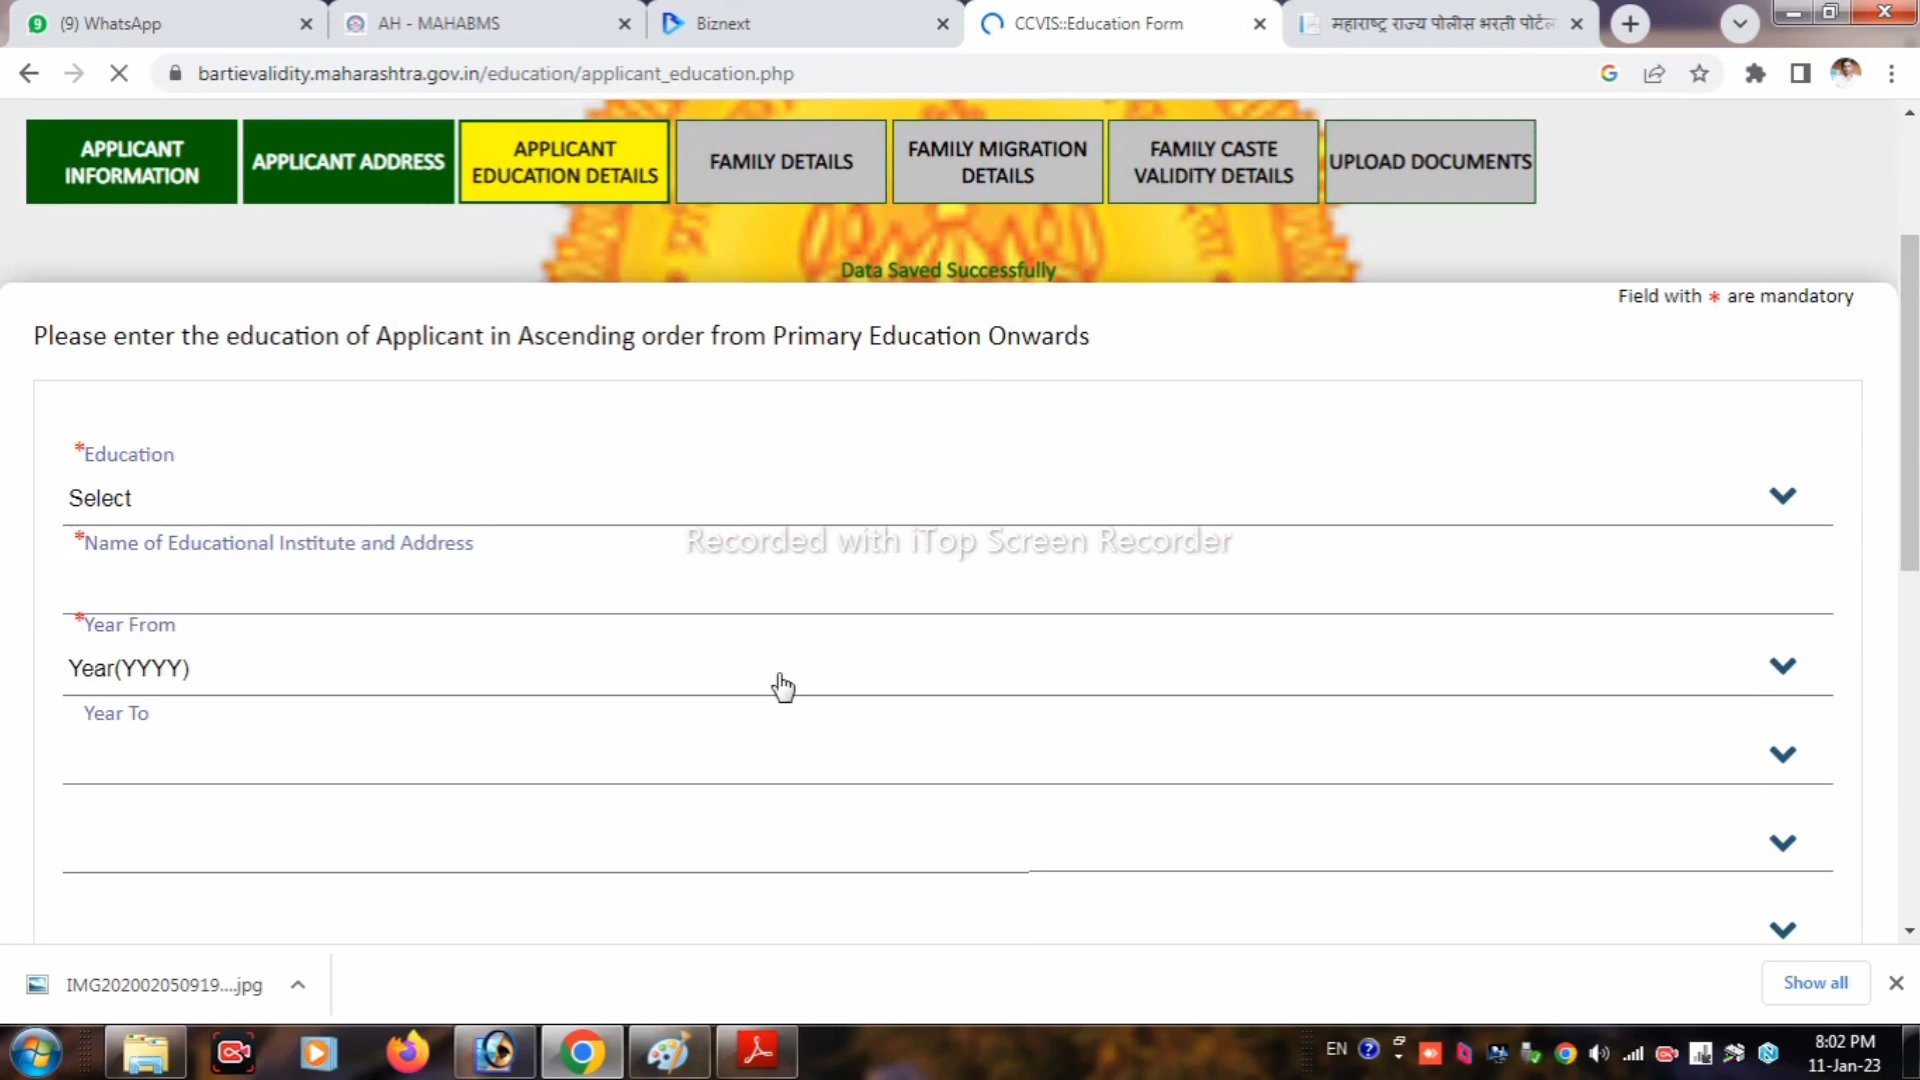 (9) WhatsApp
AH - MAHABMS
Biznext
CCVIS::Education Form
महाराष्ट्र राज्य पोलीस भरती पोर्टल
bartievalidity.maharashtra.gov.in/education/applicant_education.php
APPLICANT
INFORMATION
APPLICANT ADDRESS
APPLICANT
EDUCATION DETAILS
FAMILY DETAILS
FAMILY MIGRATION
DETAILS
FAMILY CASTE
VALIDITY DETAILS
UPLOAD DOCUMENTS
Data Saved Successfully
Field with * are mandatory
Please enter the education of Applicant in Ascending order from Primary Education Onwards
*Education
Select
*Name of Educational Institute and Address
Recorded with iTop Screen Recorder
*Year From
Year(YYYY)
Year To
IMG202002050919....jpg
Show all
EN
8:02 PM
11-Jan-23